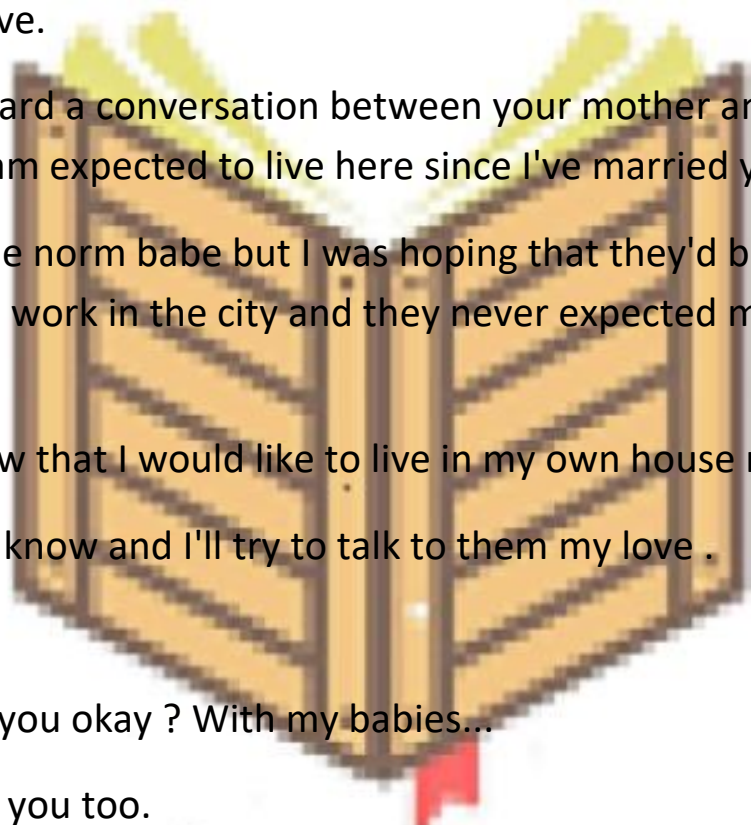 ve.
ard a conversation between your mother an
am expected to live here since I've married y
e norm babe but I was hoping that they'd b
work in the city and they never expected m
w that I would like to live in my own house r
know and I'll try to talk to them my love .
you okay ? With my babies...
you too.